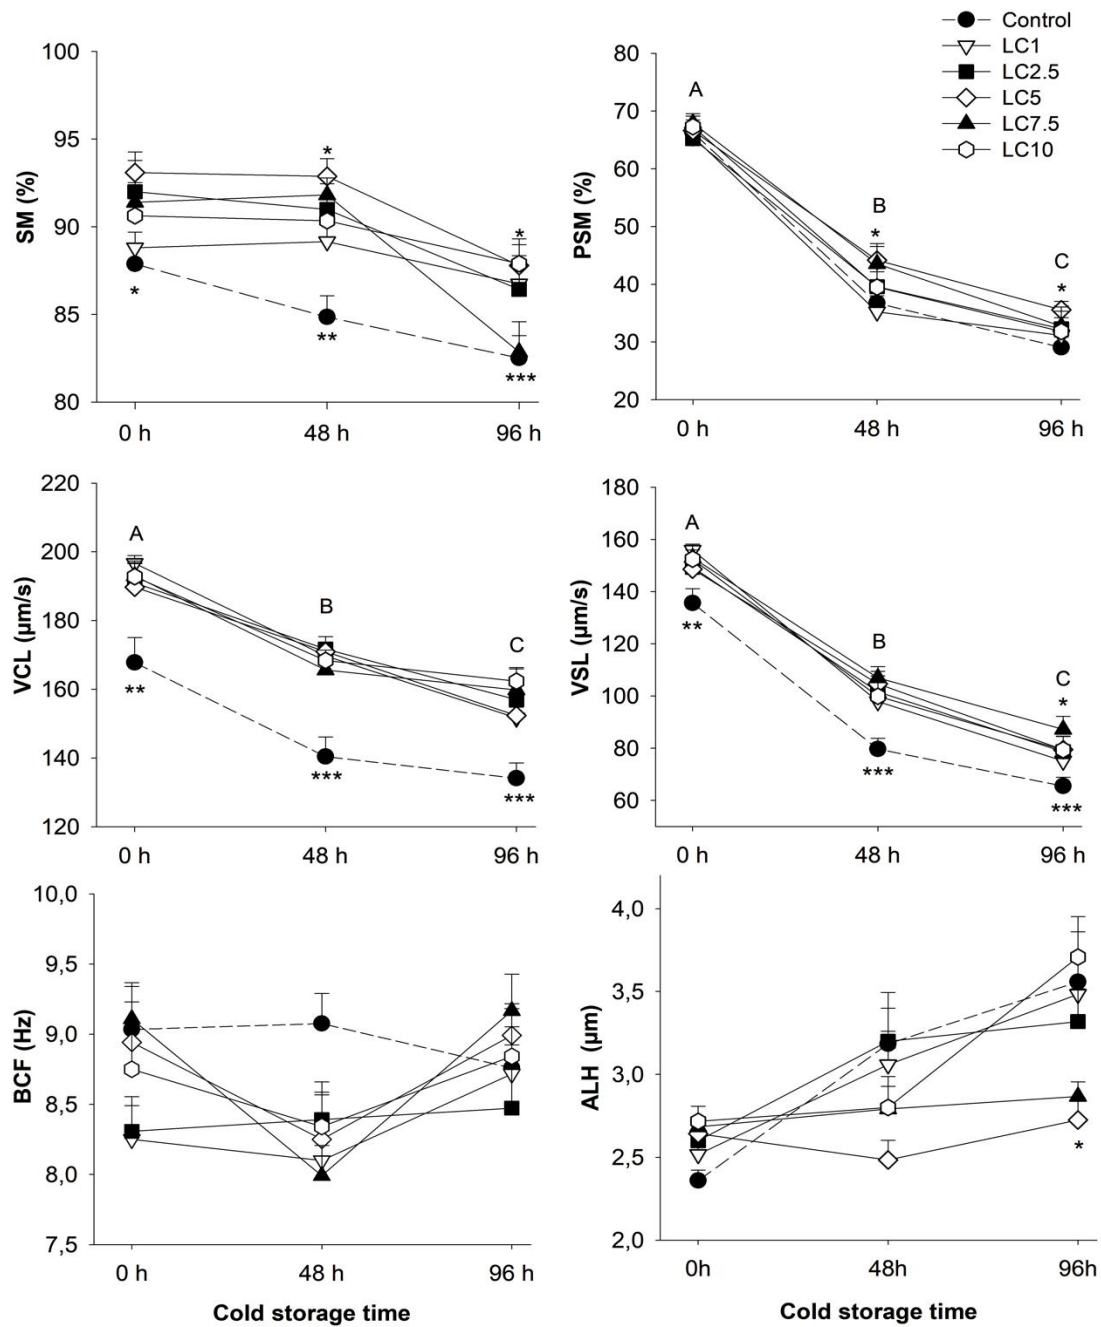 Control
LC1
LC2.5
LC5
LC7.5
LC10
SM (%)
100
95
90
85
80
*
*
*
**
***
0 h
48 h
96 h
PSM (%)
80
70
60
50
40
30
20
A
B
*
C
*
0 h
48 h
96 h
VCL (µm/s)
220
200
180
160
140
120
A
B
C
**
***
***
0 h
48 h
96 h
VSL (µm/s)
180
160
140
120
100
80
60
A
B
C
*
**
***
***
0 h
48 h
96 h
BCF (Hz)
10,0
9,5
9,0
8,5
8,0
7,5
0 h
48 h
96 h
Cold storage time
ALH (µm)
4,0
3,5
3,0
2,5
2,0
*
0h
48h
96h
Cold storage time